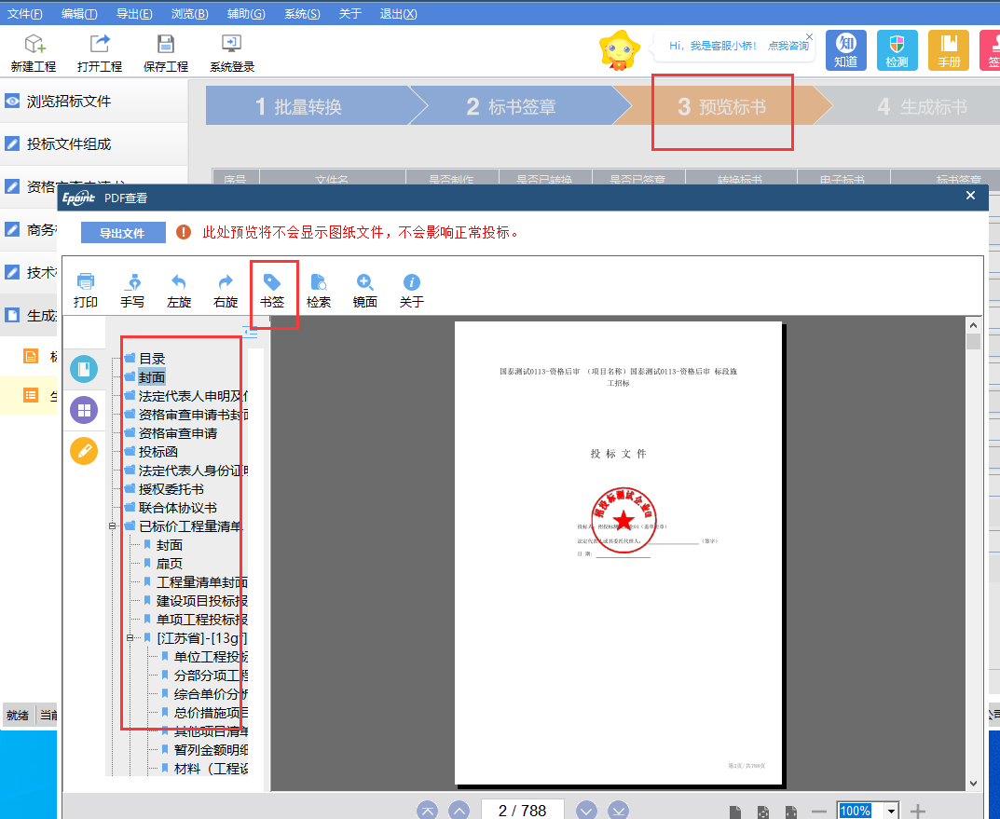 文件(F) 编辑(T) 导出(E) 浏览(B) 辅助(G) 系统(S) 关于 退出(X)
新建工程 打开工程 保存工程 系统登录
Hi，我是客服小桥！ 点我咨询
知 知道 检测 手册
浏览招标文件
投标文件组成
1 批量转换 2 标书签章 3 预览标书 4 生成标书
序号 文件名 是否制作 是否已转换 是否已签章 转换标书 电子标书 标书签章
商务
技术
生成
就绪 当前
Epoint PDF查看
导出文件 此处预览将不会显示图纸文件，不会影响正常投标。
打印 手写 左旋 右旋 书签 检索 镜面 关于
目录
封面
法定代表人申明及
资格审查申请书封面
资格审查申请
投标函
法定代表人身份证明
授权委托书
联合体协议书
已标价工程量清单
封面
扉页
工程量清单封面
建设项目投标报
单项工程投标报
[江苏省]-[13gf]
单位工程投标
分部分项工程
综合单价分析
总价措施项目
其他项目清单
暂列金额明细
材料（工程设
国泰测试0113-资格后审 （项目名称）国泰测试0113-资格后审 标段施
工招标
投 标 文 件
招投标测试企业01
（盖单位章）
法定代表人或其委托代理人： （签字）
日 期：
第2页/共788页
2 / 788
100%